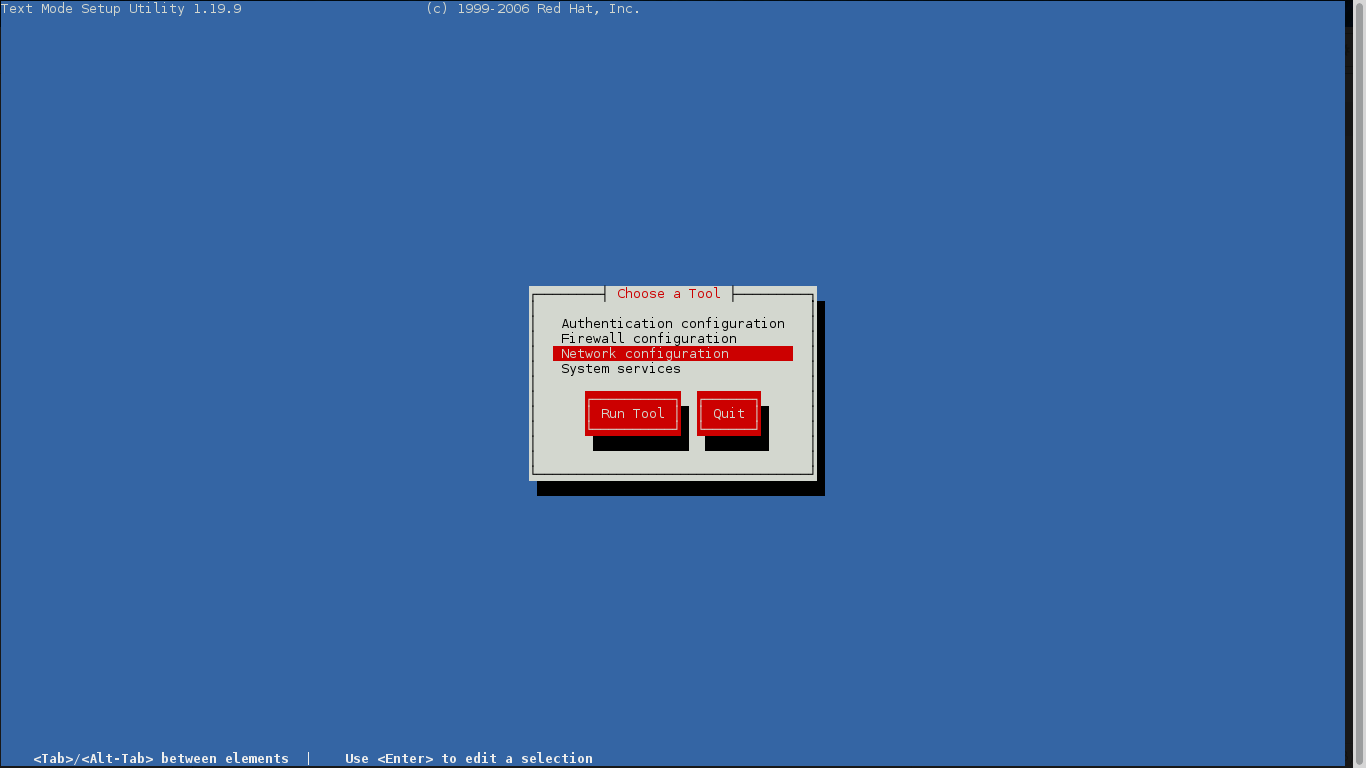 Text Mode Setup Utility 1.19.9 (c) 1999-2006 Red Hat, Inc.
Choose a Tool
Authentication configuration
Firewall configuration
Network configuration
System services
Run Tool Quit
<Tab>/<Alt-Tab> between elements | Use <Enter> to edit a selection